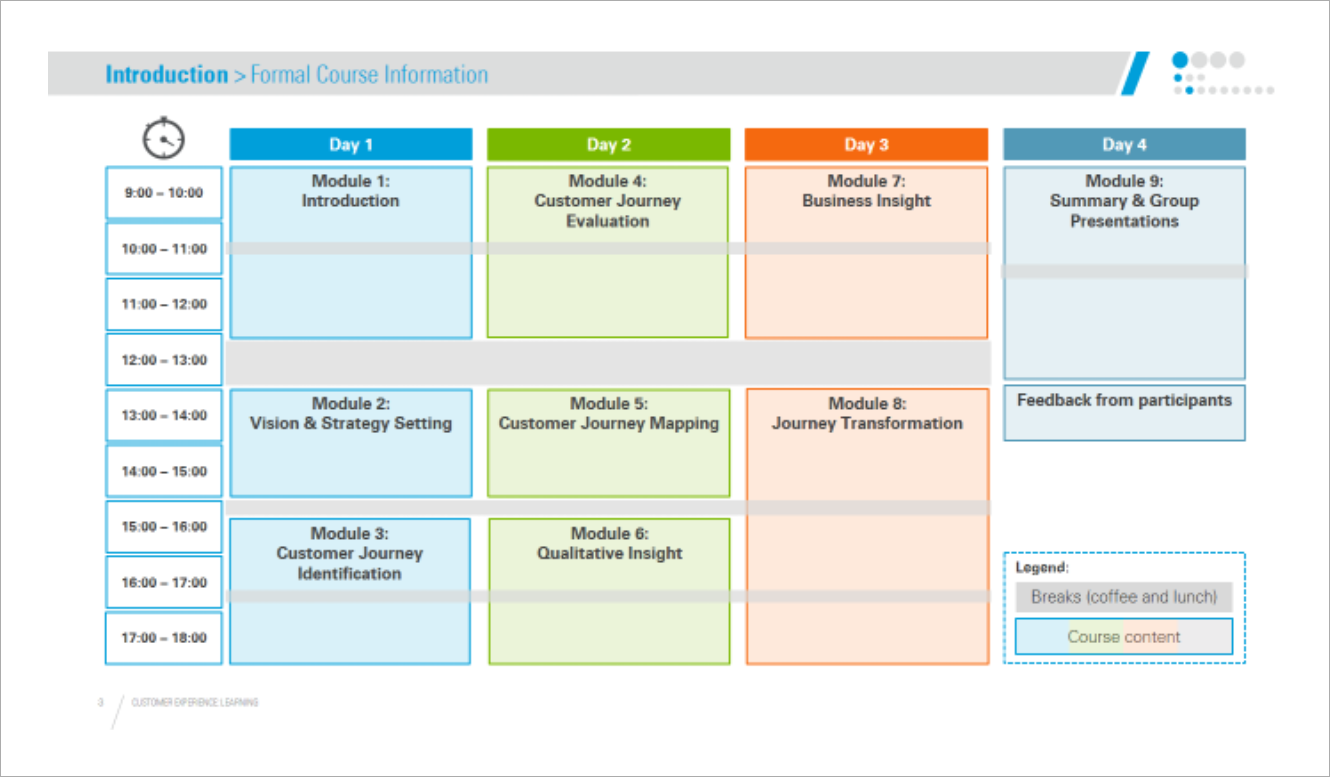 Introduction > Formal Course Information
Day 1
Day 2
Day 3
Day 4
9:00 – 10:00
10:00 – 11:00
11:00 – 12:00
12:00 – 13:00
13:00 – 14:00
14:00 – 15:00
15:00 – 16:00
16:00 – 17:00
17:00 – 18:00
Module 1:
Introduction
Module 2:
Vision & Strategy Setting
Module 3:
Customer Journey
Identification
Module 4:
Customer Journey
Evaluation
Module 5:
Customer Journey Mapping
Module 6:
Qualitative Insight
Module 7:
Business Insight
Module 8:
Journey Transformation
Module 9:
Summary & Group
Presentations
Feedback from participants
Legend:
Breaks (coffee and lunch)
Course content
3
CUSTOMER EXPERIENCE LEARNING